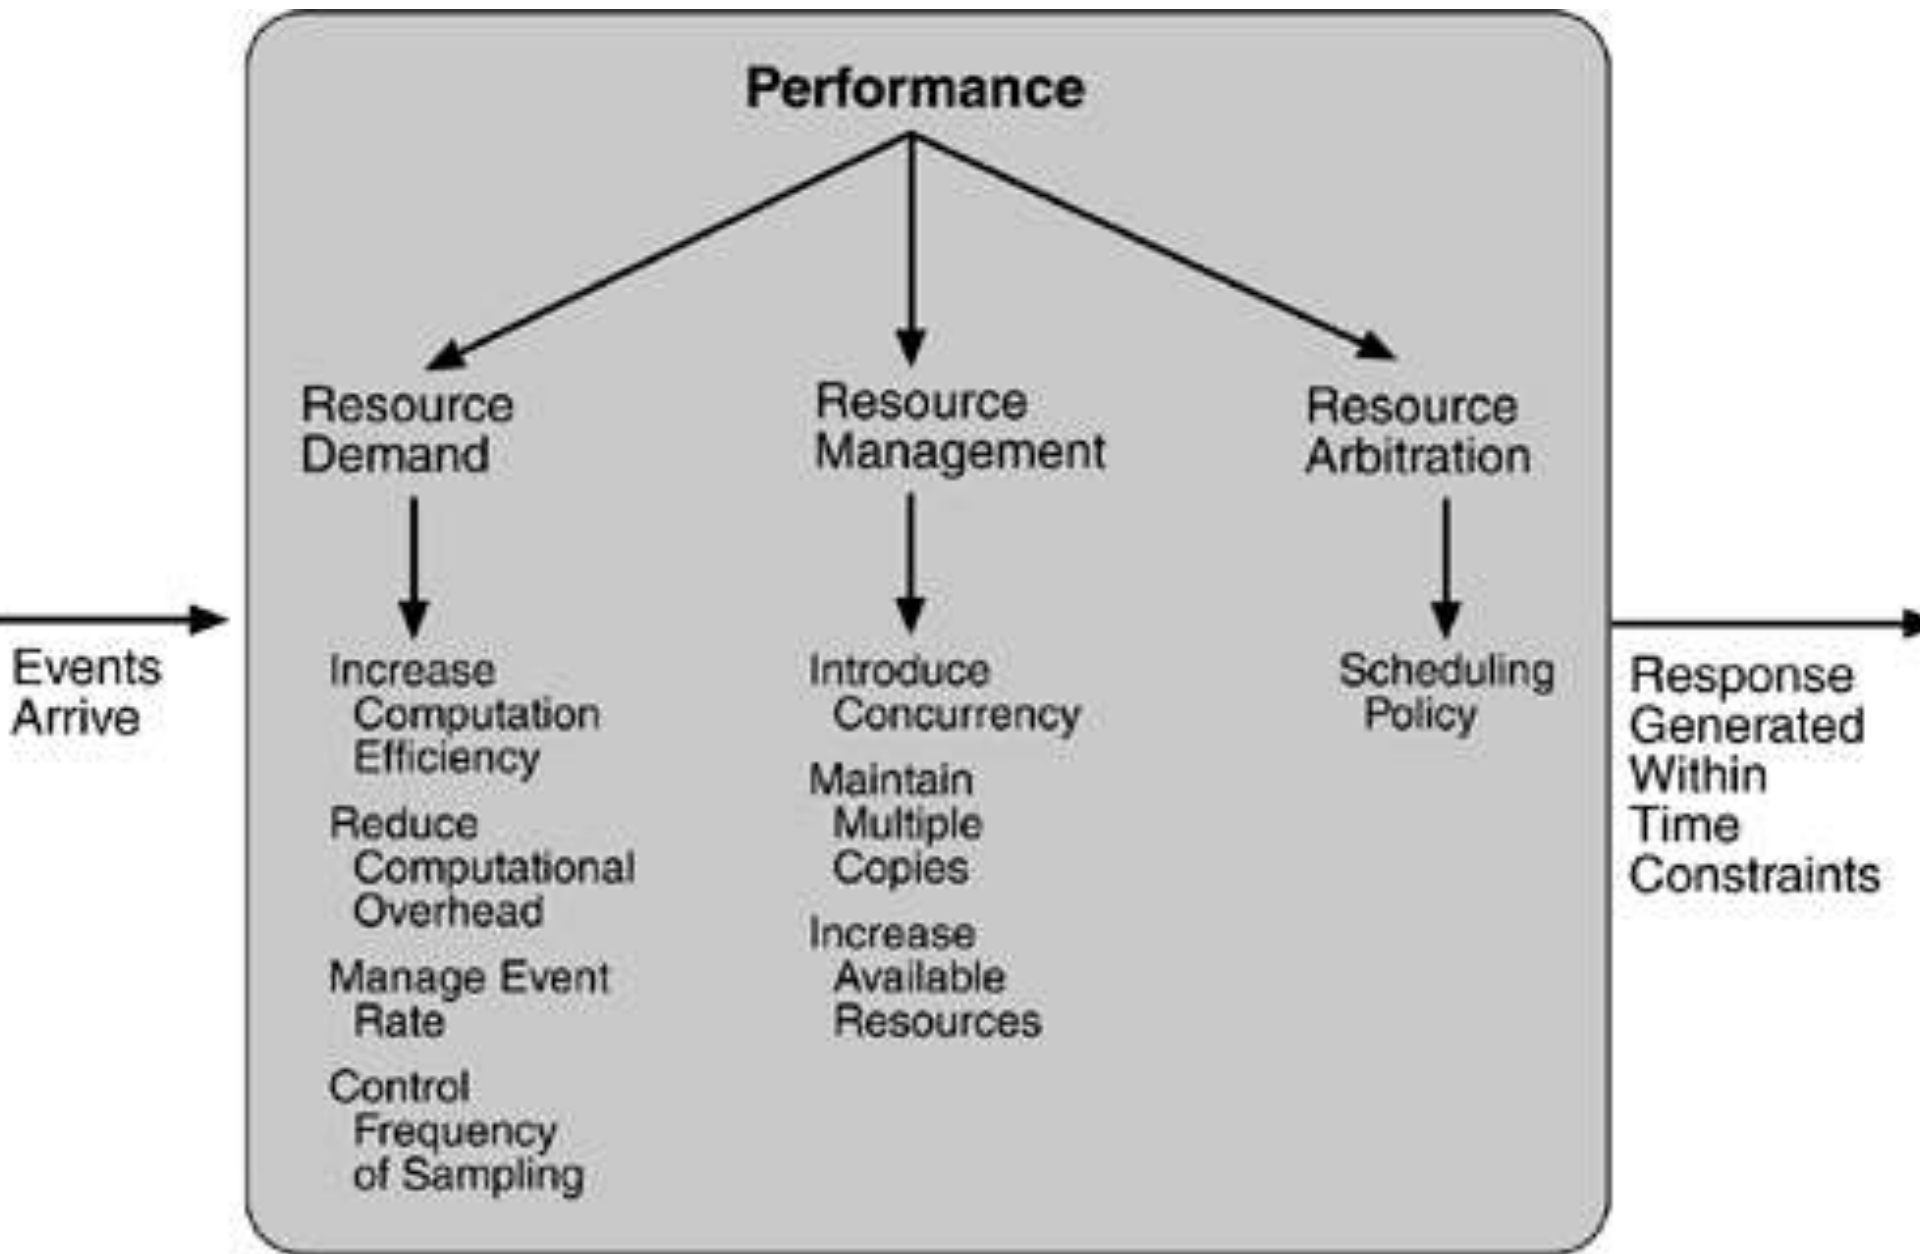 Performance
Resource
Demand
Resource
Management
Resource
Arbitration
Events
Arrive
Increase
Computation
Efficiency
Reduce
Computational
Overhead
Manage Event
Rate
Control
Frequency
of Sampling
Introduce
Concurrency
Maintain
Multiple
Copies
Increase
Available
Resources
Scheduling
Policy
Response
Generated
Within
Time
Constraints